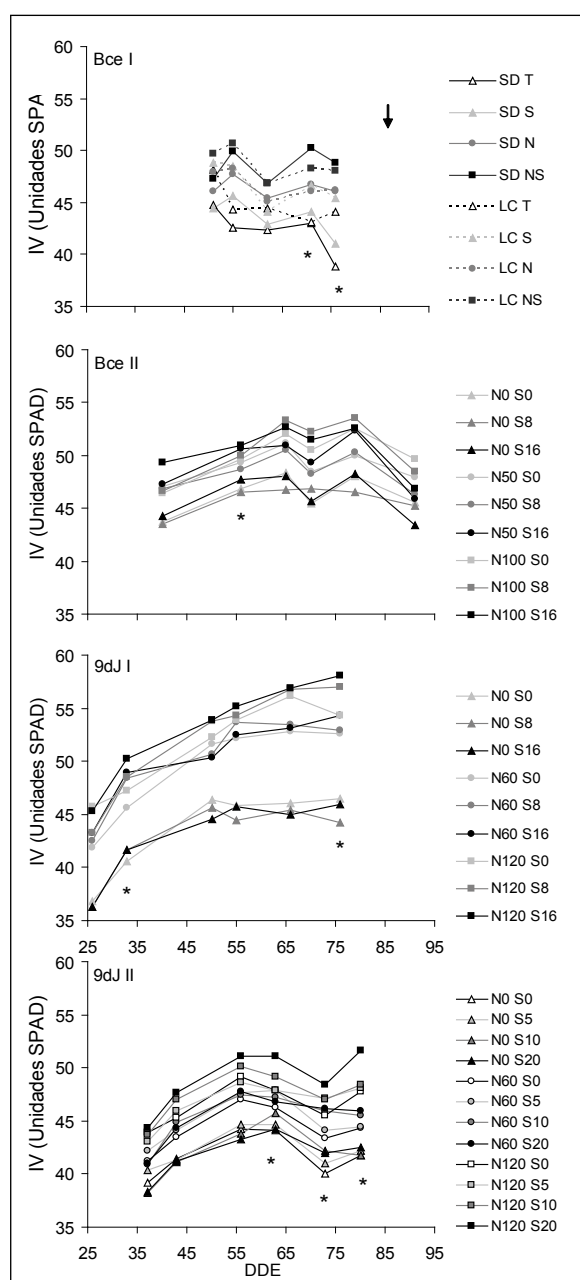 Bce I
IV (Unidades SPA
60
55
50
45
40
35
*
*
SD T
SD S
SD N
SD NS
LC T
LC S
LC N
LC NS
Bce II
IV (Unidades SPAD)
60
55
50
45
40
35
*
N0 S0
N0 S8
N0 S16
N50 S0
N50 S8
N50 S16
N100 S0
N100 S8
N100 S16
9dJ I
IV (Unidades SPAD)
60
55
50
45
40
35
*
*
25 35 45 55 65 75 85 95
N0 S0
N0 S8
N0 S16
N60 S0
N60 S8
N60 S16
N120 S0
N120 S8
N120 S16
9dJ II
IV (Unidades SPAD)
60
55
50
45
40
35
*
*
*
25 35 45 55 65 75 85 95
DDE
N0 S0
N0 S5
N0 S10
N0 S20
N60 S0
N60 S5
N60 S10
N60 S20
N120 S0
N120 S5
N120 S10
N120 S20